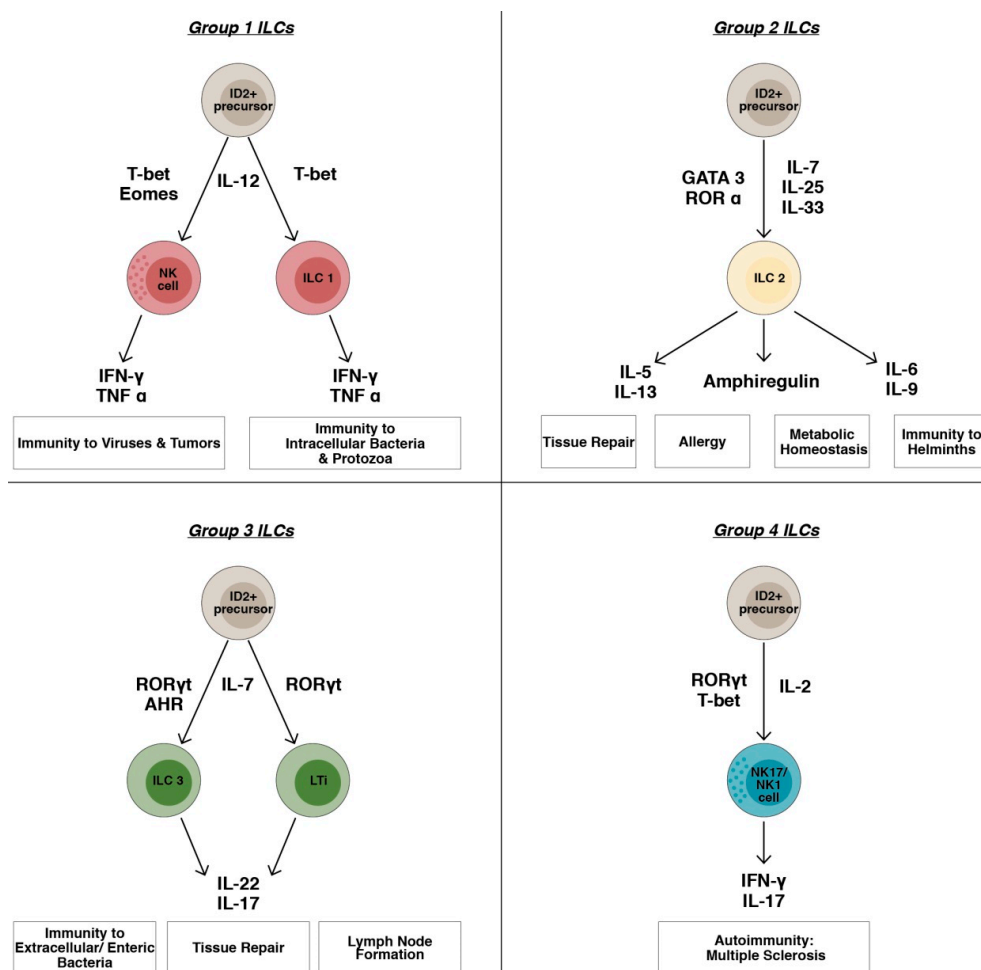 Group 1 ILCs
ID2+
precursor
T-bet
Eomes
IL-12
T-bet
NK
cell
ILC 1
IFN-γ
TNF α
IFN-γ
TNF α
Immunity to Viruses & Tumors
Immunity to
Intracellular Bacteria
& Protozoa
Group 2 ILCs
ID2+
precursor
GATA 3
ROR α
IL-7
IL-25
IL-33
ILC 2
IL-5
IL-13
Amphiregulin
IL-6
IL-9
Tissue Repair
Allergy
Metabolic
Homeostasis
Immunity to
Helminths
Group 3 ILCs
ID2+
precursor
RORγt
AHR
IL-7
RORγt
ILC 3
LTi
IL-22
IL-17
Immunity to
Extracellular/ Enteric
Bacteria
Tissue Repair
Lymph Node
Formation
Group 4 ILCs
ID2+
precursor
RORγt
T-bet
IL-2
NK17/
NK1
cell
IFN-γ
IL-17
Autoimmunity:
Multiple Sclerosis